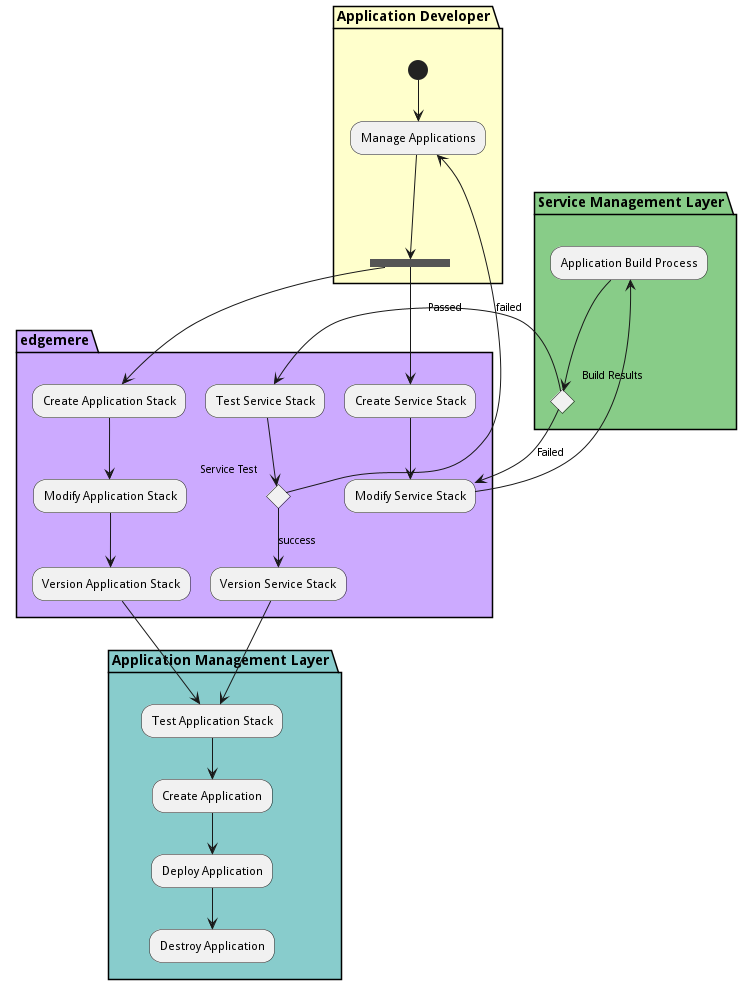 Application Developer
Manage Applications
Service Management Layer
Application Build Process
Passed
failed
edgemere
Build Results
Create Application Stack
Test Service Stack
Create Service Stack
Failed
Service Test
Modify Application Stack
Modify Service Stack
success
Version Application Stack
Version Service Stack
Application Management Layer
Test Application Stack
Create Application
Deploy Application
Destroy Application